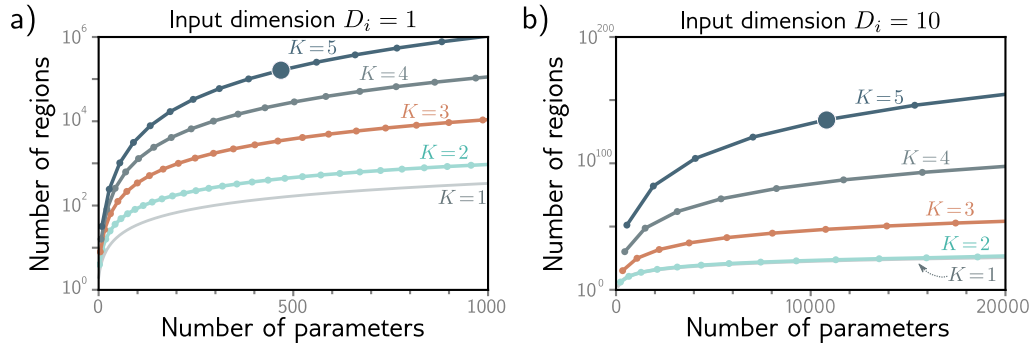 a) Input dimension $D_i = 1$
Number of regions
10^6
10^4
10^2
10^0
K=5
K=4
K=3
K=2
K=1
0 500 1000
Number of parameters
b) Input dimension $D_i = 10$
Number of regions
10^200
10^100
10^0
K=5
K=4
K=3
K=2
K=1
0 10000 20000
Number of parameters